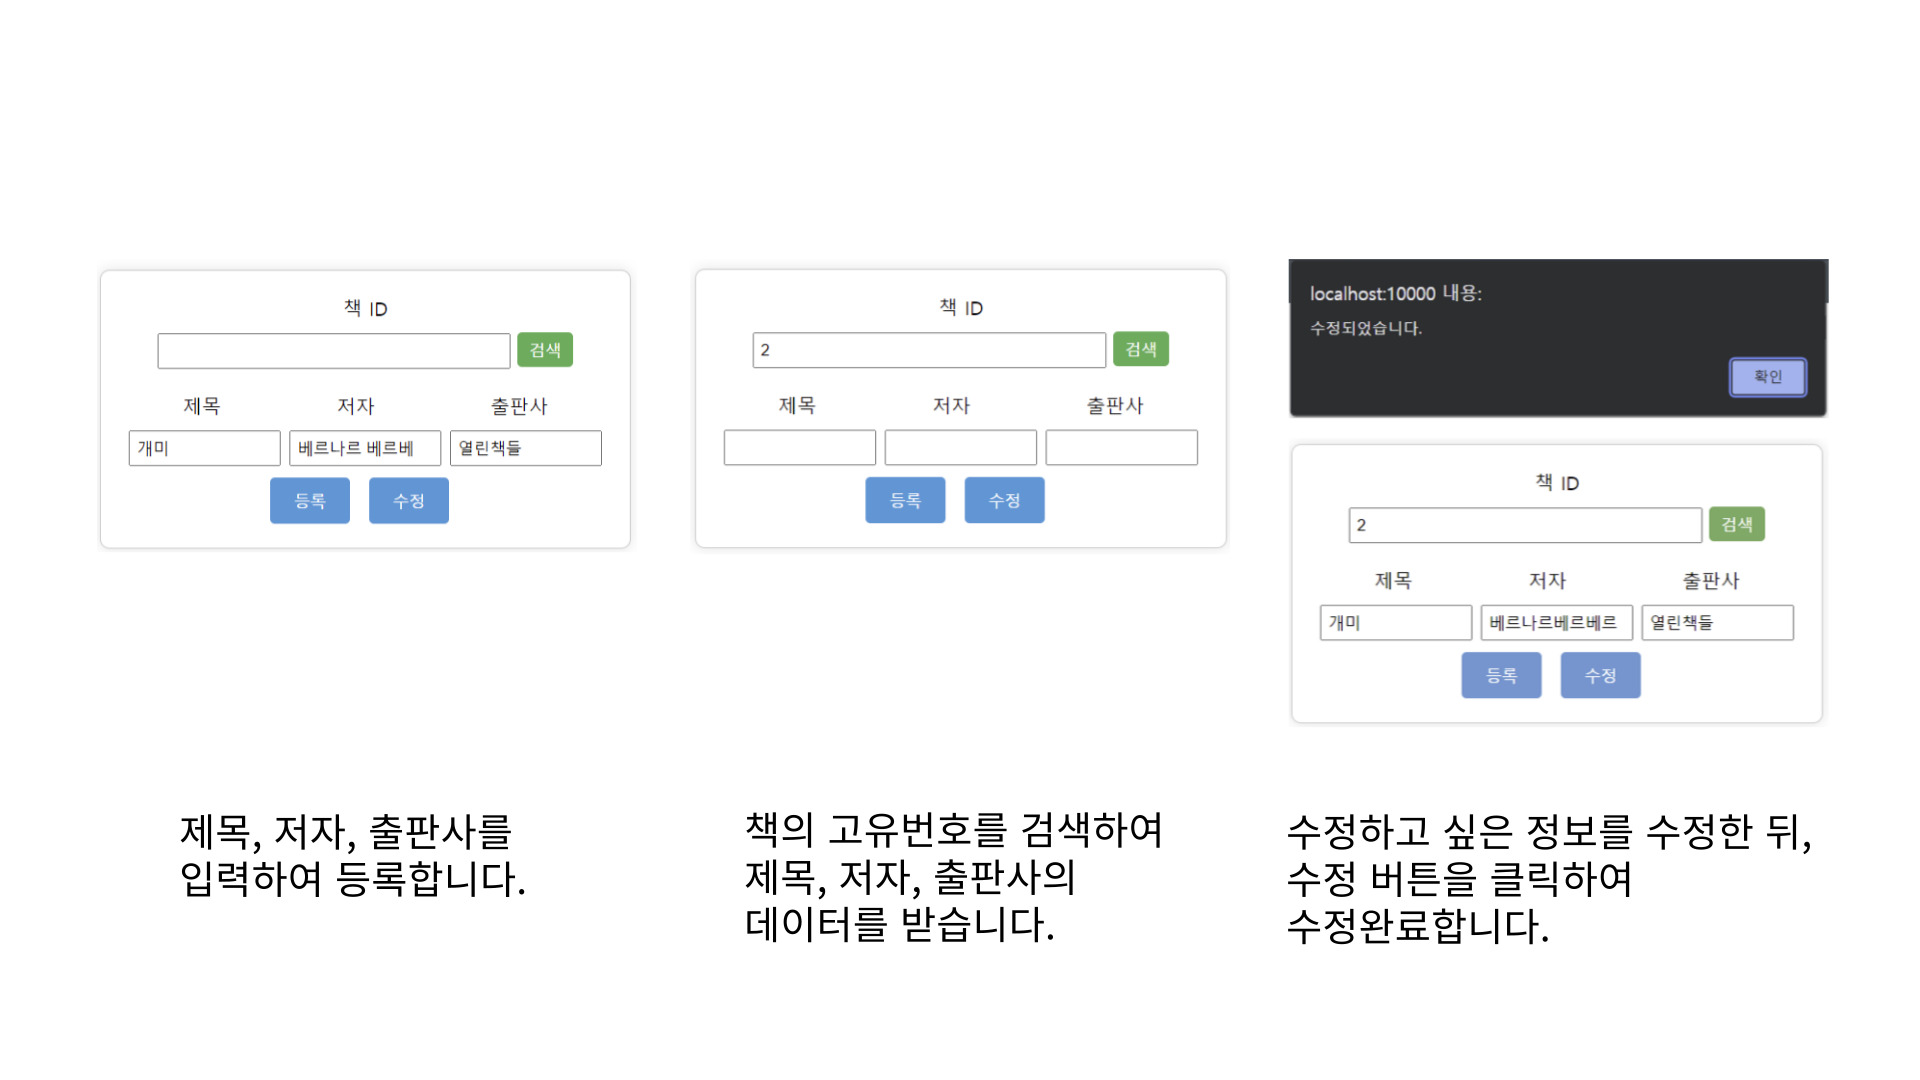 책 ID
검색
제목 저자 출판사
개미 베르나르 베르베 열린책들
등록 수정
제목, 저자, 출판사를
입력하여 등록합니다.
책 ID
2 검색
제목 저자 출판사
등록 수정
책의 고유번호를 검색하여
제목, 저자, 출판사의
데이터를 받습니다.
localhost:10000 내용:
수정되었습니다.
확인
책 ID
2 검색
제목 저자 출판사
개미 베르나르베르베르 열린책들
등록 수정
수정하고 싶은 정보를 수정한 뒤,
수정 버튼을 클릭하여
수정완료합니다.